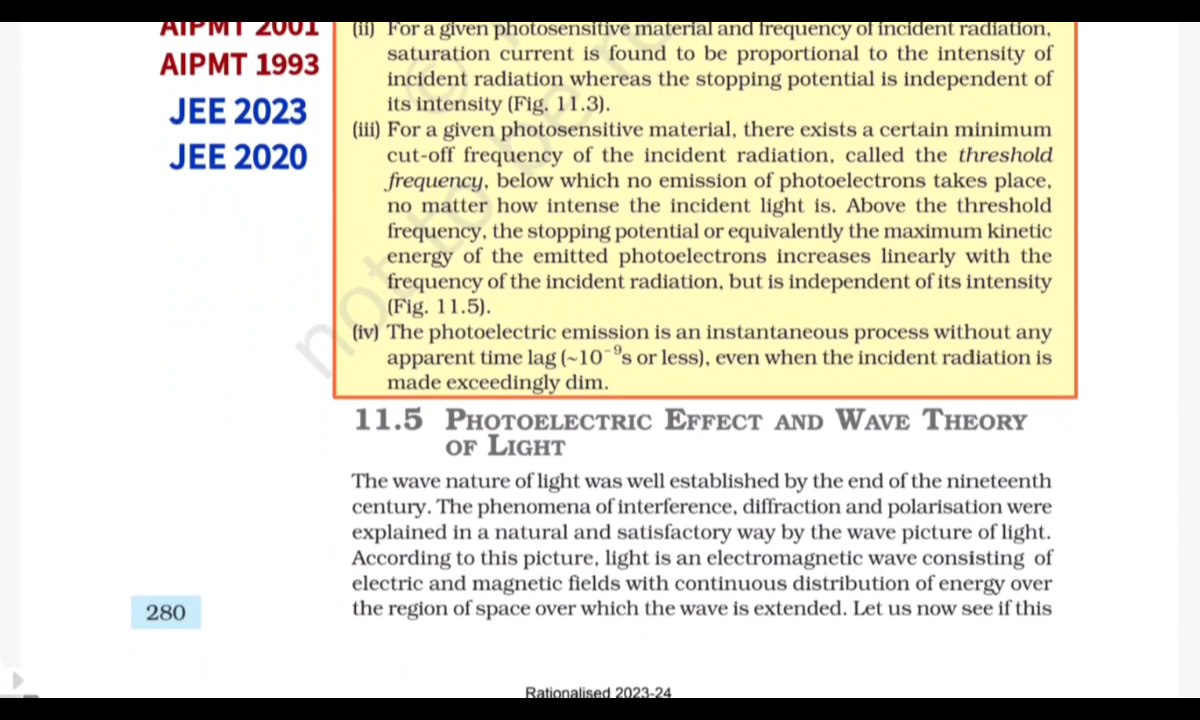 AIPMT 2001
AIPMT 1993
JEE 2023
JEE 2020
(ii) For a given photosensitive material and frequency of incident radiation,
saturation current is found to be proportional to the intensity of
incident radiation whereas the stopping potential is independent of
its intensity (Fig. 11.3).
(iii) For a given photosensitive material, there exists a certain minimum
cut-off frequency of the incident radiation, called the threshold
frequency, below which no emission of photoelectrons takes place,
no matter how intense the incident light is. Above the threshold
frequency, the stopping potential or equivalently the maximum kinetic
energy of the emitted photoelectrons increases linearly with the
frequency of the incident radiation, but is independent of its intensity
(Fig. 11.5).
(iv) The photoelectric emission is an instantaneous process without any
apparent time lag (~10⁻⁹s or less), even when the incident radiation is
made exceedingly dim.
11.5 PHOTOELECTRIC EFFECT AND WAVE THEORY
OF LIGHT
The wave nature of light was well established by the end of the nineteenth
century. The phenomena of interference, diffraction and polarisation were
explained in a natural and satisfactory way by the wave picture of light.
According to this picture, light is an electromagnetic wave consisting of
electric and magnetic fields with continuous distribution of energy over
the region of space over which the wave is extended. Let us now see if this
280
Rationalised 2023-24
not to be r